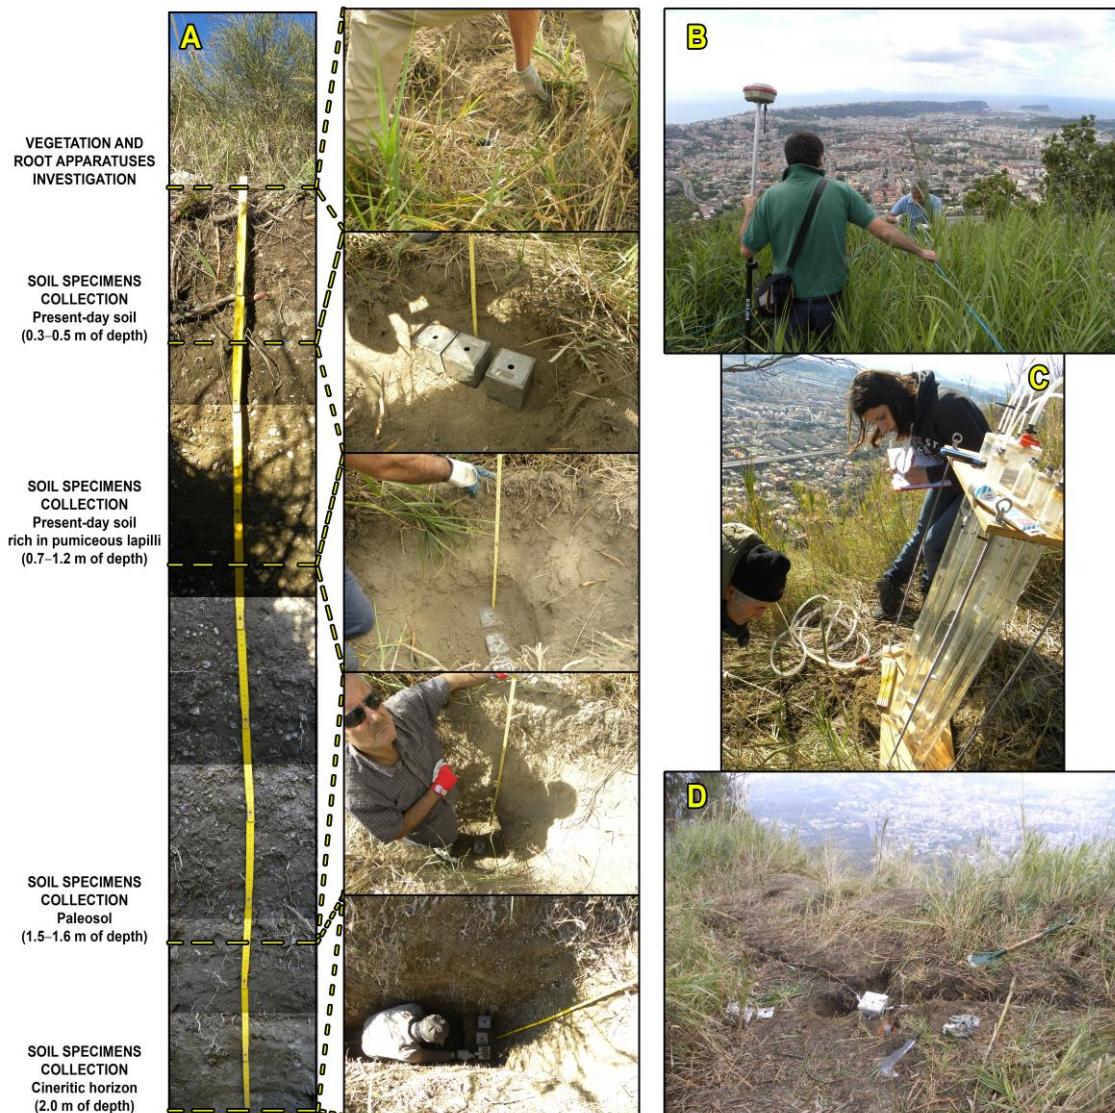 A
VEGETATION AND
ROOT APPARATUSES
INVESTIGATION
SOIL SPECIMENS
COLLECTION
Present-day soil
(0.3–0.5 m of depth)
SOIL SPECIMENS
COLLECTION
Present-day soil
rich in pumiceous lapilli
(0.7–1.2 m of depth)
SOIL SPECIMENS
COLLECTION
Paleosol
(1.5–1.6 m of depth)
SOIL SPECIMENS
COLLECTION
Cineritic horizon
(2.0 m of depth)
B
C
D